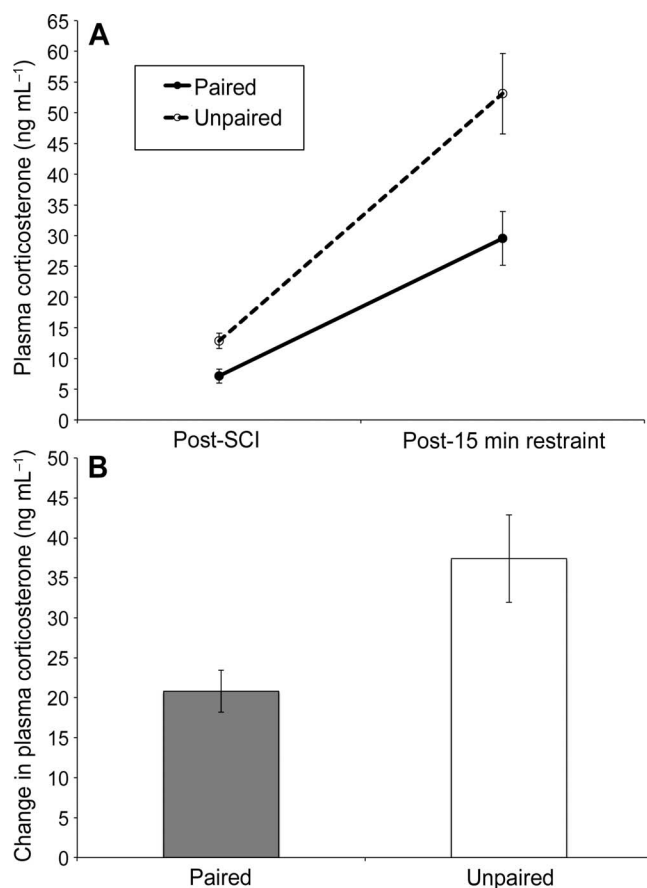 A
Plasma corticosterone (ng mL⁻¹)
65
60
55
50
45
40
35
30
25
20
15
10
5
0
Paired
Unpaired
Post-SCI
Post-15 min restraint
B
Change in plasma corticosterone (ng mL⁻¹)
50
45
40
35
30
25
20
15
10
5
0
Paired
Unpaired